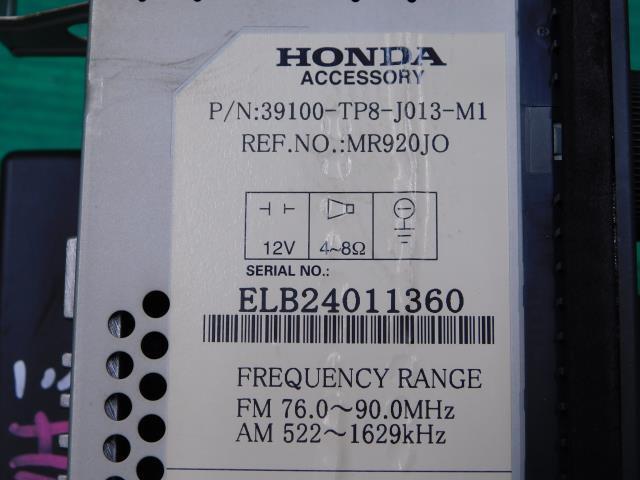 HONDA
ACCESSORY
P/N:39100-TP8-J013-M1
REF.NO.:MR920JO
12V 4~8Ω
SERIAL NO.:
ELB24011360
FREQUENCY RANGE
FM 76.0～90.0MHz
AM 522～1629kHz